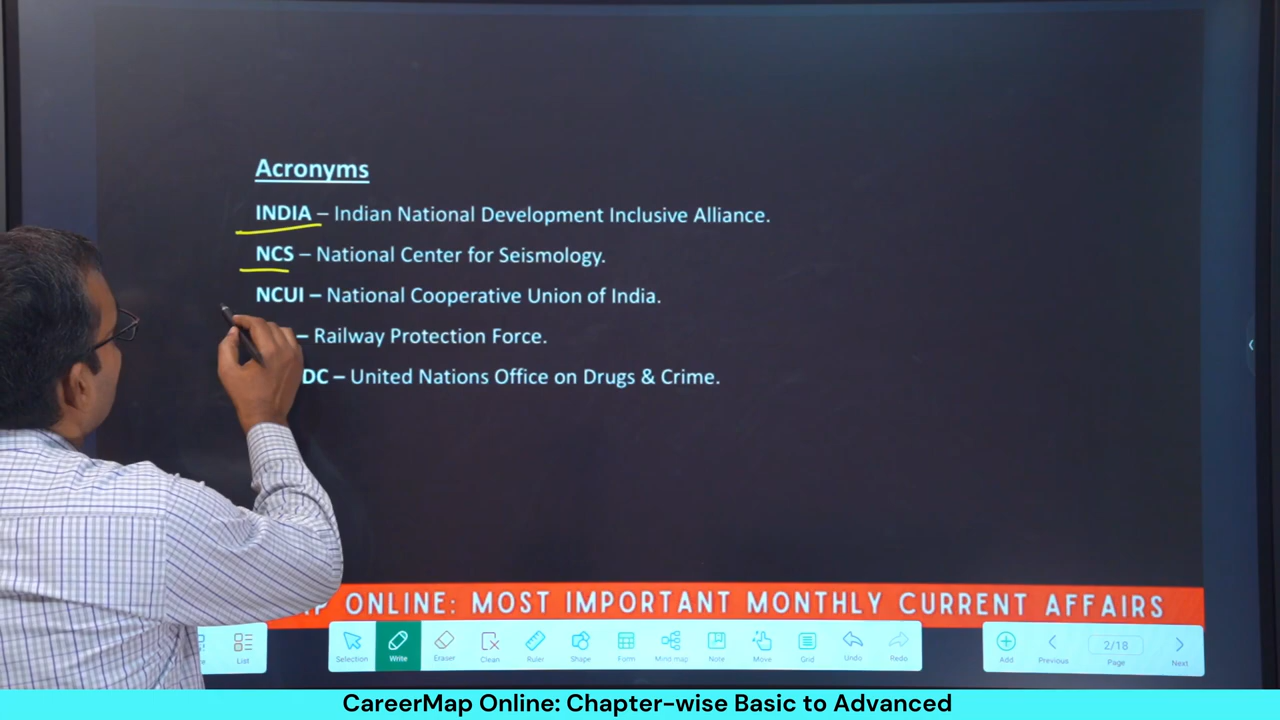 Acronyms
INDIA – Indian National Development Inclusive Alliance.
NCS – National Center for Seismology.
NCUI – National Cooperative Union of India.
– Railway Protection Force.
DC – United Nations Office on Drugs & Crime.
ONLINE: MOST IMPORTANT MONTHLY CURRENT AFFAIRS
List Selection Write Eraser Clean Ruler Shape Form Mind map Note Move Grid Undo Redo Add Previous 2/18 Page Next
CareerMap Online: Chapter-wise Basic to Advanced